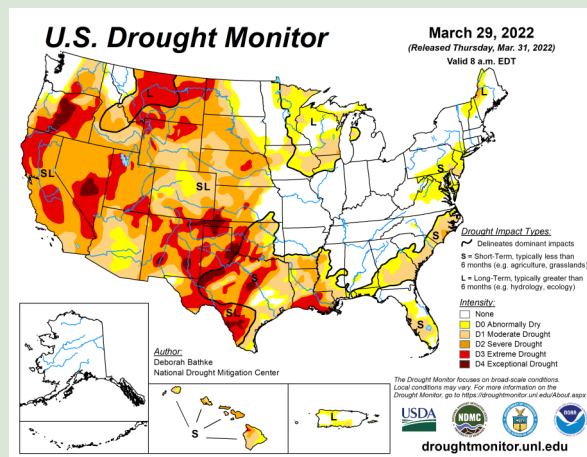 U.S. Drought Monitor
March 29, 2022
(Released Thursday, Mar. 31, 2022)
Valid 8 a.m. EDT
L
L
L
S
SL
SL
S
S
SL
S
Drought Impact Types:
Delineates dominant impacts
S = Short-Term, typically less than
6 months (e.g. agriculture, grasslands)
L = Long-Term, typically greater than
6 months (e.g. hydrology, ecology)
Intensity:
None
D0 Abnormally Dry
D1 Moderate Drought
D2 Severe Drought
D3 Extreme Drought
D4 Exceptional Drought
Author:
Deborah Bathke
National Drought Mitigation Center
S
L
The Drought Monitor focuses on broad-scale conditions.
Local conditions may vary. For more information on the
Drought Monitor, go to https://droughtmonitor.unl.edu/About.aspx
USDA
NDMC
NOAA
droughtmonitor.unl.edu